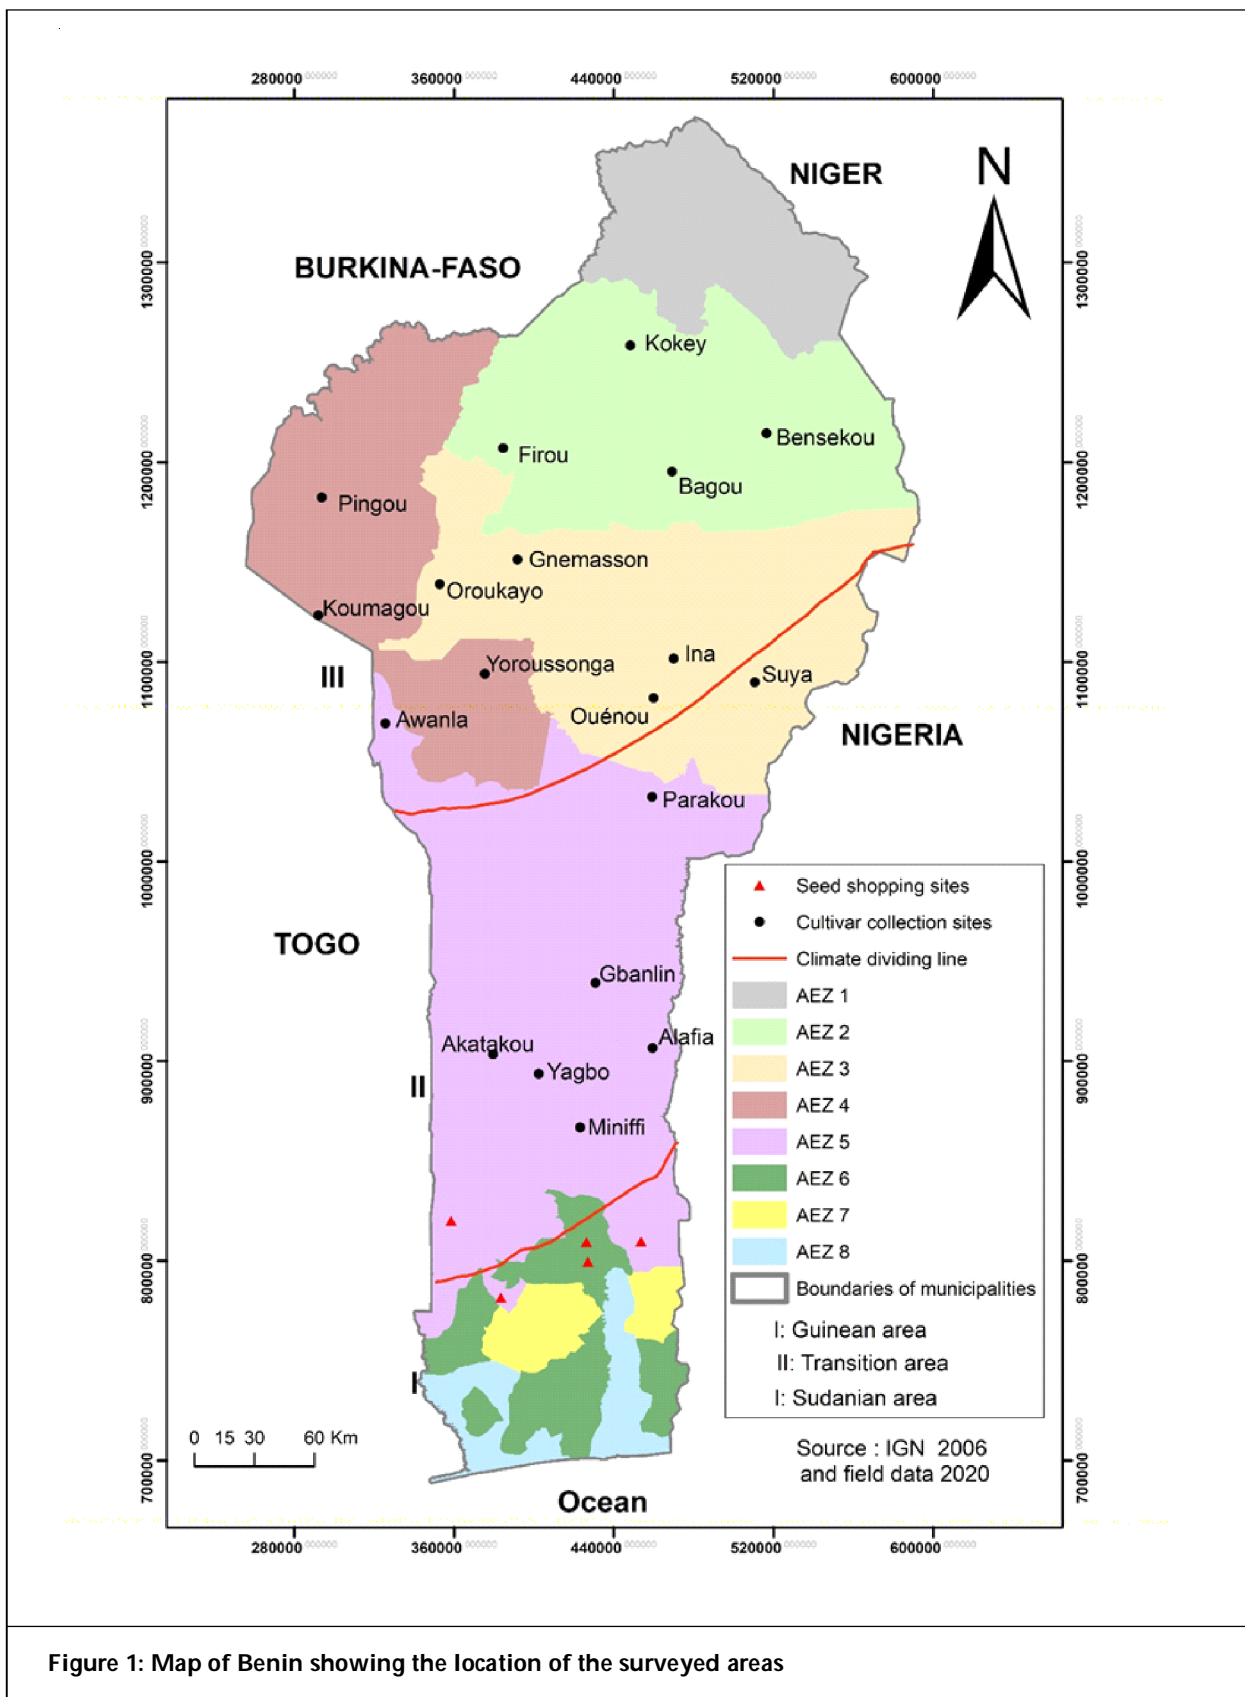 280000 360000 440000 520000 600000
NIGER
N
BURKINA-FASO
1300000 1300000
Kokey
Bensekou
Firou
1200000 1200000
Bagou
Pingou
Gnemasson
Oroukayo
Koumagou
Ina
Yoroussonga
III
1100000 1100000
Suya
Ouénou
Awanla
NIGERIA
Parakou
1000000 1000000
TOGO
Gbanlin
Alafia
Akatakou
900000 900000
Yagbo
II
Miniffi
800000 800000
I
700000 700000
Seed shopping sites
Cultivar collection sites
Climate dividing line
AEZ 1
AEZ 2
AEZ 3
AEZ 4
AEZ 5
AEZ 6
AEZ 7
AEZ 8
Boundaries of municipalities
I: Guinean area
II: Transition area
I: Sudanian area
0 15 30 60 Km
Source : IGN 2006
and field data 2020
Ocean
280000 360000 440000 520000 600000
Figure 1: Map of Benin showing the location of the surveyed areas